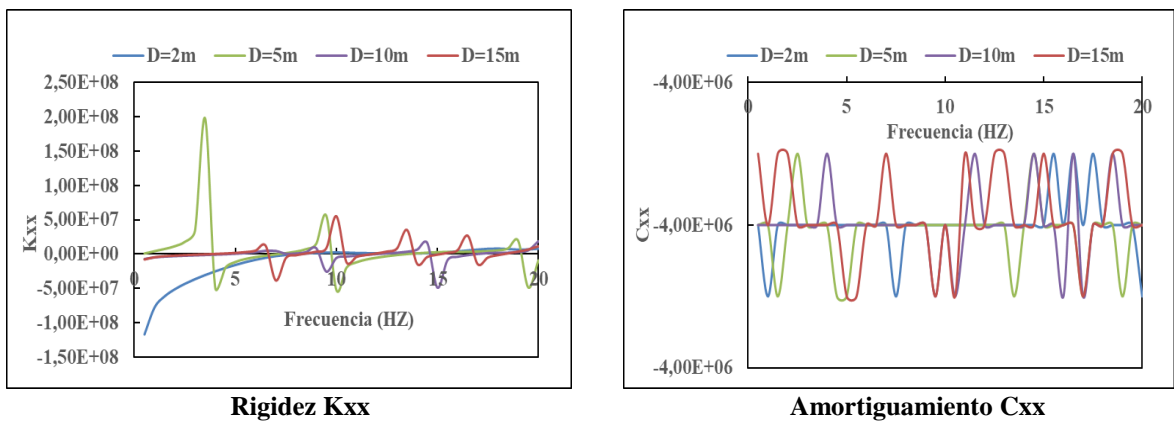 D=2m D=5m D=10m D=15m
2,50E+08
2,00E+08
1,50E+08
1,00E+08
5,00E+07
0,00E+00
-5,00E+07
-1,00E+08
-1,50E+08
Kxx
0 5 10 15 20
Frecuencia (HZ)
Rigidez Kxx
D=2m D=5m D=10m D=15m
-4,00E+06
-4,00E+06
-4,00E+06
Cxx
0 5 10 15 20
Frecuencia (HZ)
Amortiguamiento Cxx